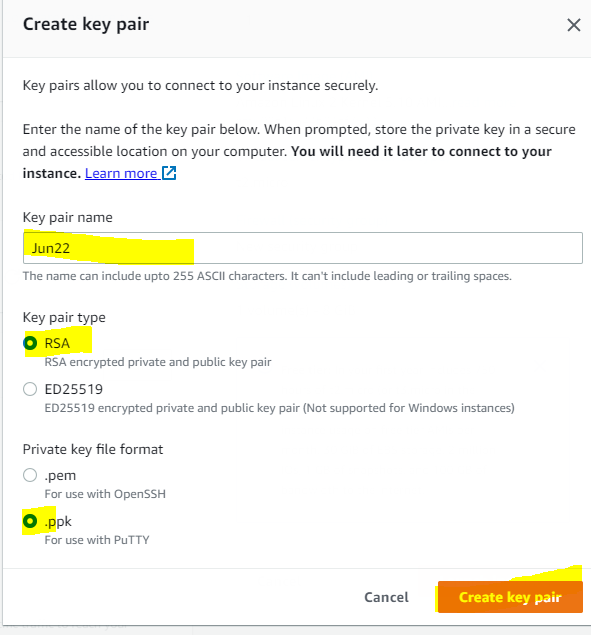 Create key pair
Key pairs allow you to connect to your instance securely.
Enter the name of the key pair below. When prompted, store the private key in a secure
and accessible location on your computer. You will need it later to connect to your
instance. Learn more
Key pair name
Jun22
The name can include upto 255 ASCII characters. It can't include leading or trailing spaces.
Key pair type
RSA
RSA encrypted private and public key pair
ED25519
ED25519 encrypted private and public key pair (Not supported for Windows instances)
Private key file format
.pem
For use with OpenSSH
.ppk
For use with PuTTY
Cancel
Create key pair